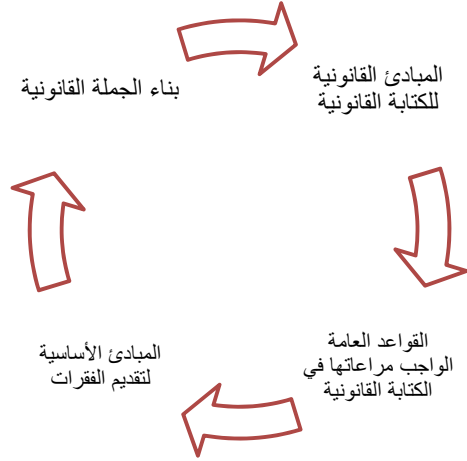 المبادئ القانونية
للكتابة القانونية
بناء الجملة القانونية
القواعد العامة
الواجب مراعاتها في
الكتابة القانونية
المبادئ الأساسية
لتقديم الفقرات